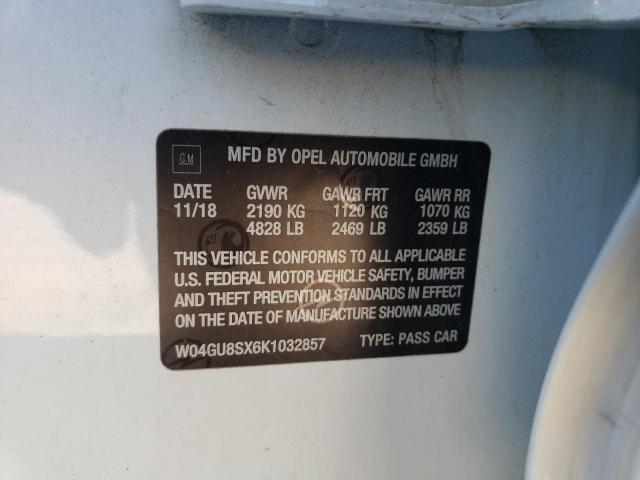 GM MFD BY OPEL AUTOMOBILE GMBH
DATE GVWR GAWR FRT GAWR RR
11/18 2190 KG 1120 KG 1070 KG
4828 LB 2469 LB 2359 LB
THIS VEHICLE CONFORMS TO ALL APPLICABLE
U.S. FEDERAL MOTOR VEHICLE SAFETY, BUMPER
AND THEFT PREVENTION STANDARDS IN EFFECT
ON THE DATE OF MANUFACTURE SHOWN ABOVE
W04GU8SX6K1032857 TYPE: PASS CAR